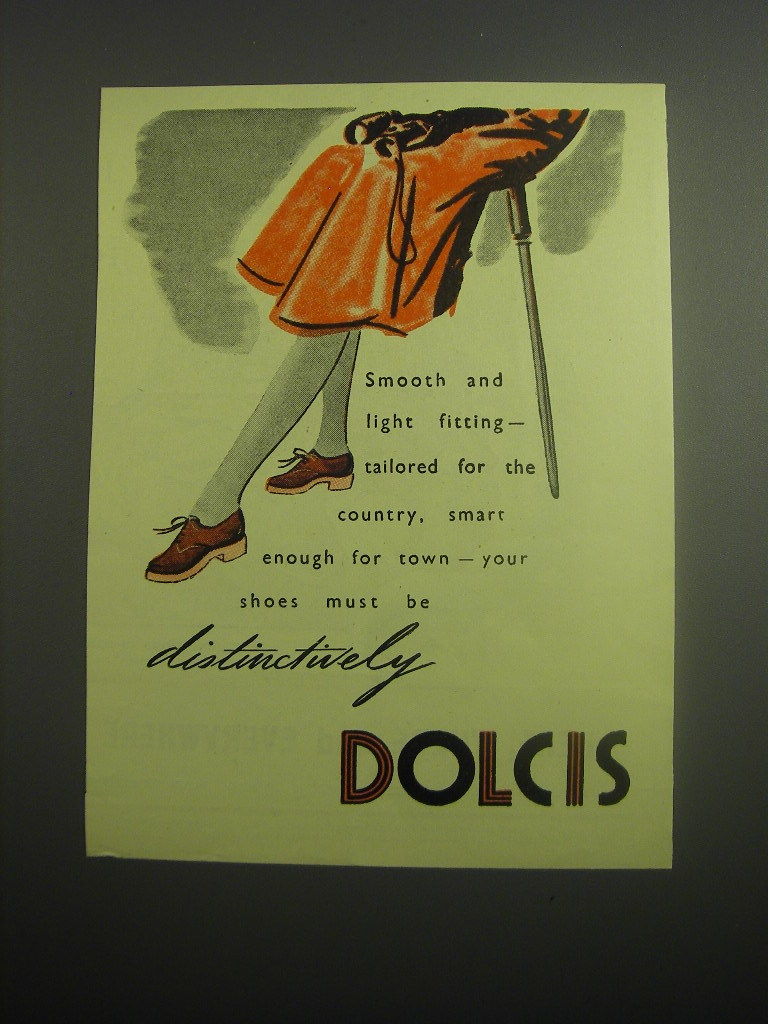 Smooth and
light fitting—
tailored for the
country, smart
enough for town — your
shoes must be
distinctively
DOLCIS